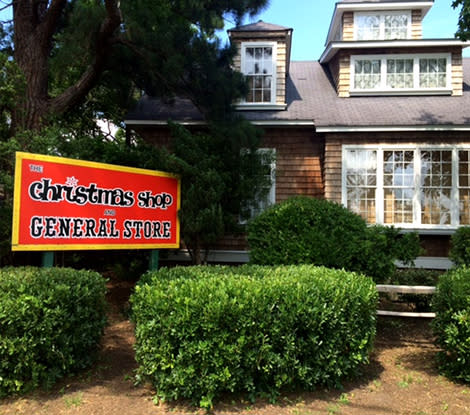 THE
Christmas Shop
AND
GENERAL STORE